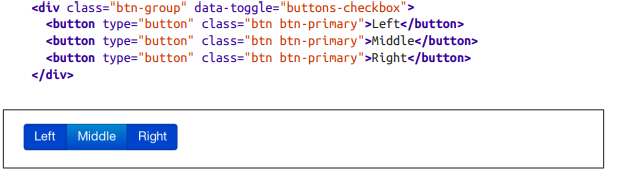 <div class="btn-group" data-toggle="buttons-checkbox">
  <button type="button" class="btn btn-primary">Left</button>
  <button type="button" class="btn btn-primary">Middle</button>
  <button type="button" class="btn btn-primary">Right</button>
</div>
Left Middle Right